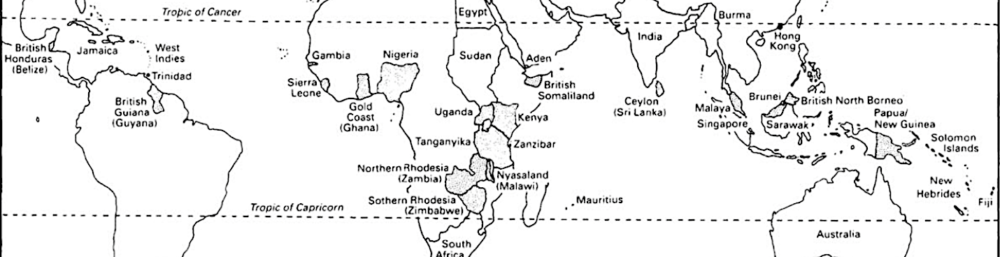 Tropic of Cancer
British
Honduras
(Belize)
Jamaica
West
Indies
Trinidad
British
Guiana
(Guyana)
Gambia
Sierra
Leone
Nigeria
Gold
Coast
(Ghana)
Egypt
Sudan
Aden
British
Somaliland
Uganda
Kenya
Tanganyika
Zanzibar
Northern Rhodesia
(Zambia)
Nyasaland
(Malawi)
Sothern Rhodesia
(Zimbabwe)
Mauritius
Tropic of Capricorn
South
Africa
India
Ceylon
(Sri Lanka)
Burma
Hong
Kong
Malaya
Singapore
Brunei
British North Borneo
Sarawak
Papua/
New Guinea
Solomon
Islands
New
Hebrides
Fiji
Australia